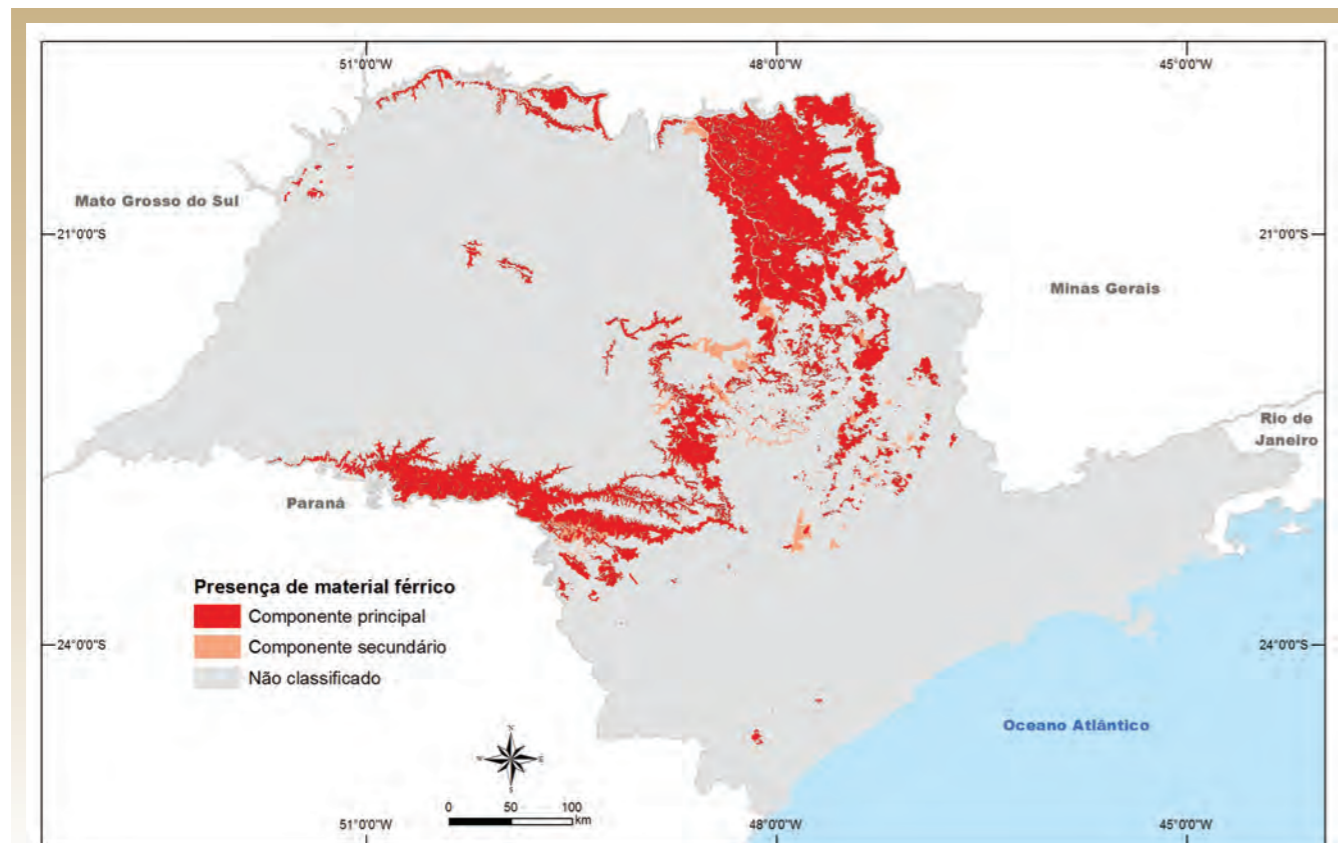 51°0'0"W
48°0'0"W
45°0'0"W
Mato Grosso do Sul
21°0'0"S
21°0'0"S
Minas Gerais
Rio de
Janeiro
Paraná
Presença de material férrico
Componente principal
Componente secundário
Não classificado
24°0'0"S
24°0'0"S
Oceano Atlântico
N
W
E
S
0
50
100
km
51°0'0"W
48°0'0"W
45°0'0"W